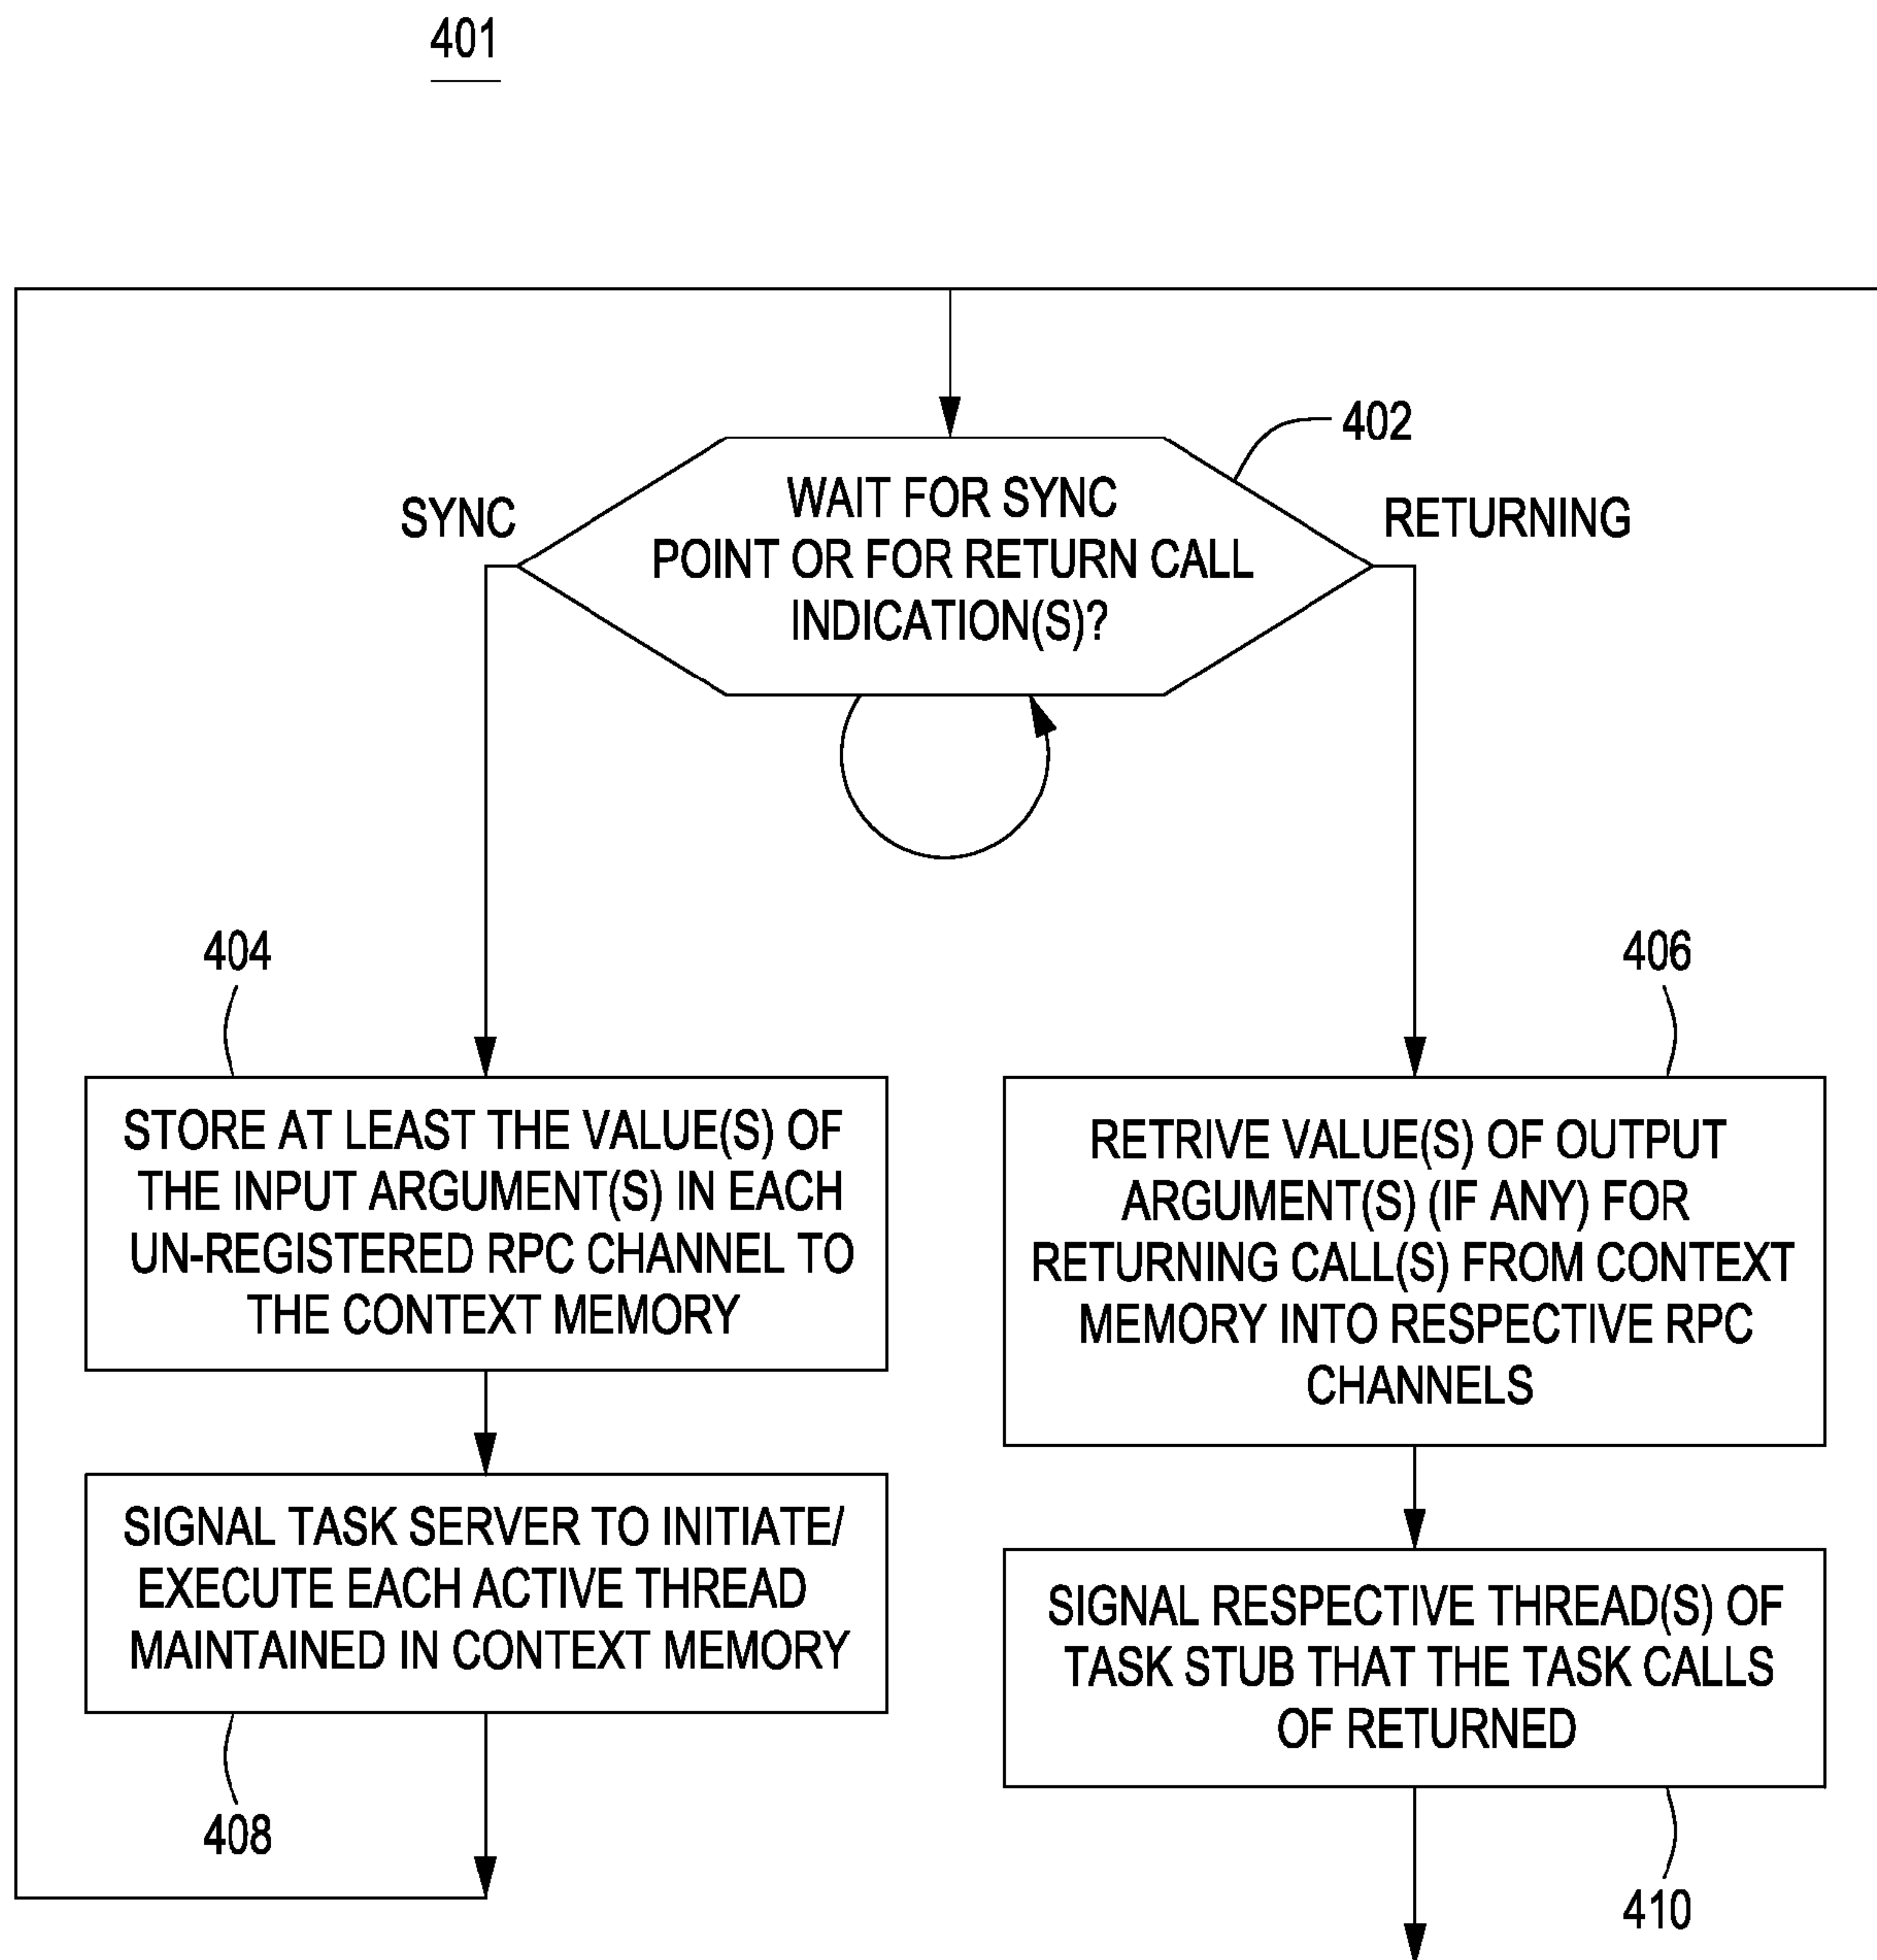 401
402
SYNC
WAIT FOR SYNC
POINT OR FOR RETURN CALL
INDICATION(S)?
RETURNING
404
STORE AT LEAST THE VALUE(S) OF
THE INPUT ARGUMENT(S) IN EACH
UN-REGISTERED RPC CHANNEL TO
THE CONTEXT MEMORY
406
RETRIVE VALUE(S) OF OUTPUT
ARGUMENT(S) (IF ANY) FOR
RETURNING CALL(S) FROM CONTEXT
MEMORY INTO RESPECTIVE RPC
CHANNELS
SIGNAL TASK SERVER TO INITIATE/
EXECUTE EACH ACTIVE THREAD
MAINTAINED IN CONTEXT MEMORY
408
SIGNAL RESPECTIVE THREAD(S) OF
TASK STUB THAT THE TASK CALLS
OF RETURNED
410